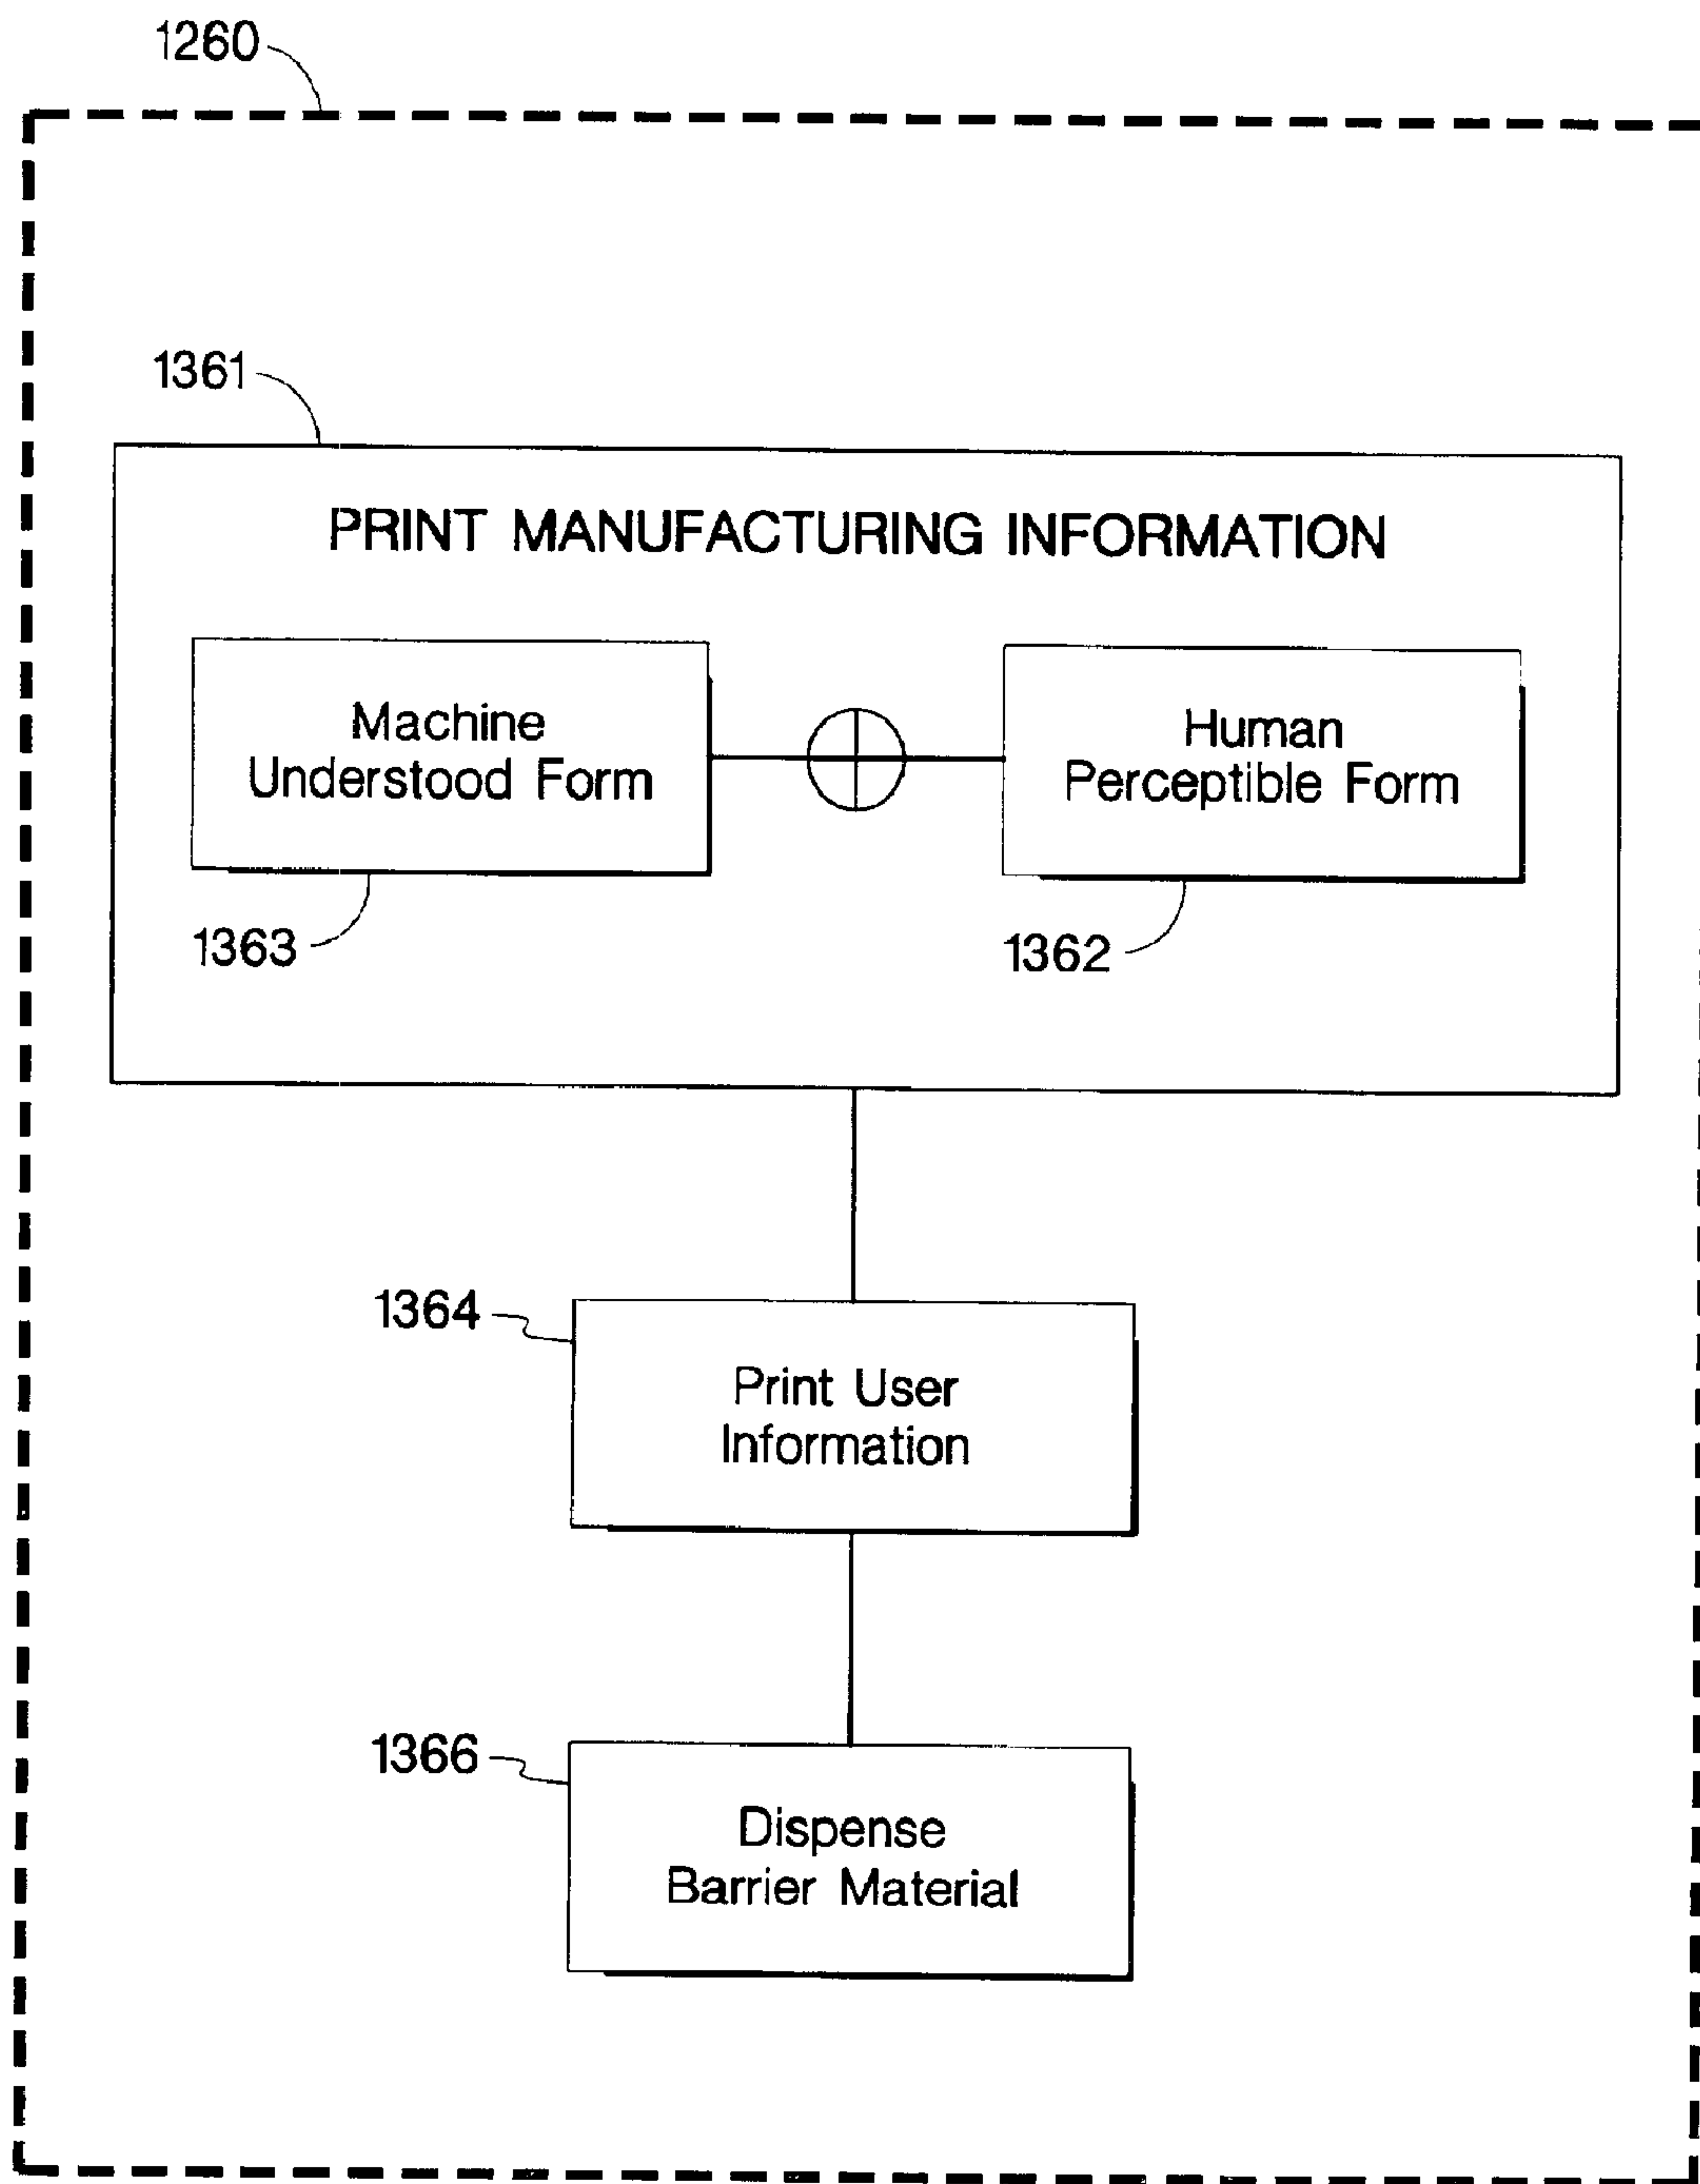 1260
1361
PRINT MANUFACTURING INFORMATION
Machine
Understood Form
Human
Perceptible Form
1363
1362
1364
Print User
Information
1366
Dispense
Barrier Material